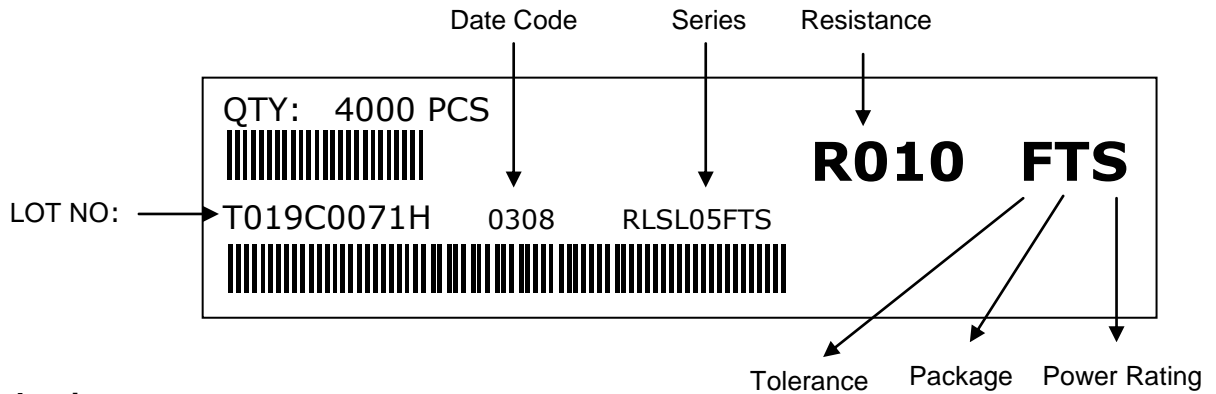 Date Code Series Resistance
QTY: 4000 PCS
R010 FTS
LOT NO: T019C0071H 0308 RLSL05FTS
Tolerance Package Power Rating